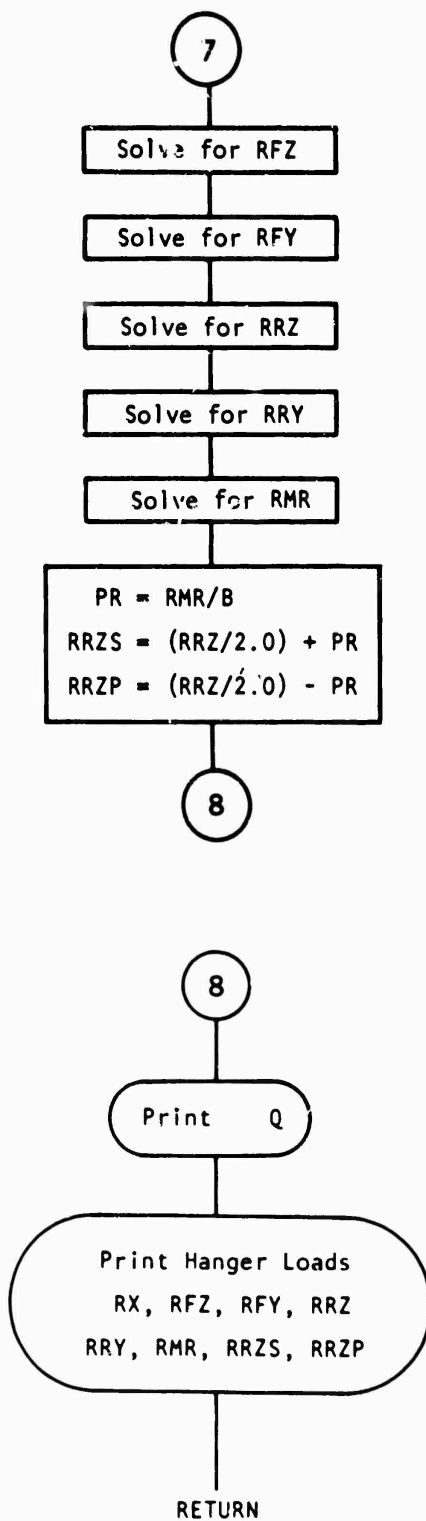 7
Solve for RFZ
Solve for RFY
Solve for RRZ
Solve for RRY
Solve for RMR
PR = RMR/B
RRZS = (RRZ/2.0) + PR
RRZP = (RRZ/2.0) - PR
8
8
Print Q
Print Hanger Loads
RX, RFZ, RFY, RRZ
RRY, RMR, RRZS, RRZP
RETURN